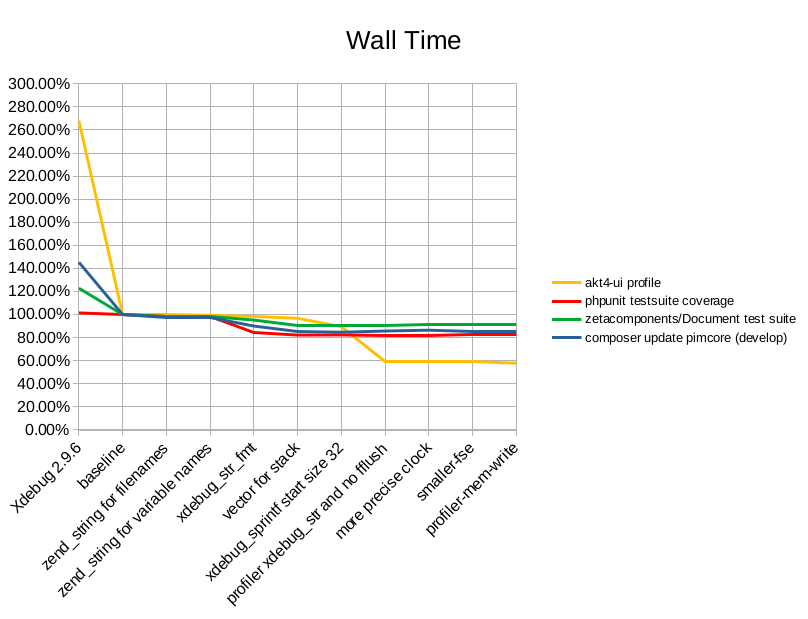 Wall Time
300.00%
280.00%
260.00%
240.00%
220.00%
200.00%
180.00%
160.00%
140.00%
120.00%
100.00%
80.00%
60.00%
40.00%
20.00%
0.00%
Xdebug 2.9.6
baseline
zend_string for filenames
zend_string for variable names
xdebug_str_fmt
vector for stack
xdebug_sprintf start size 32
profiler xdebug_str and no fflush
more precise clock
smaller-fse
profiler-mem-write
akt4-ui profile
phpunit testsuite coverage
zetacomponents/Document test suite
composer update pimcore (develop)